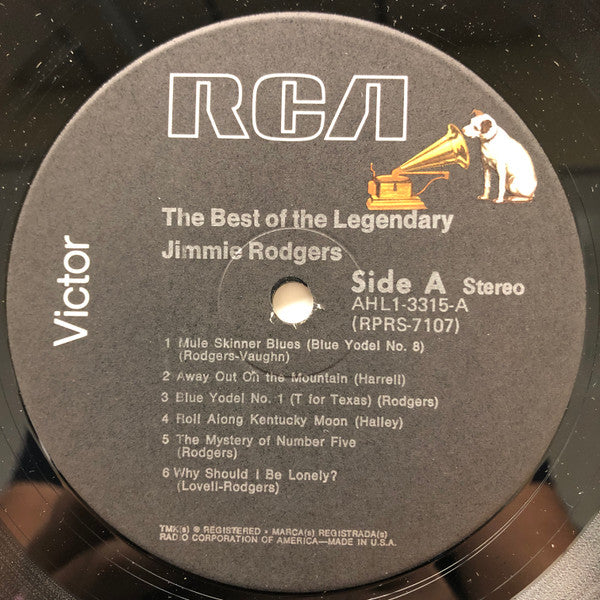 RCA
Victor
The Best of the Legendary
Jimmie Rodgers
Side A Stereo
AHL1-3315-A
(RPRS-7107)
1 Mule Skinner Blues (Blue Yodel No. 8)
(Rodgers-Vaughn)
2 Away Out On the Mountain (Harrell)
3 Blue Yodel No. 1 (T for Texas) (Rodgers)
4 Roll Along Kentucky Moon (Halley)
5 The Mystery of Number Five
(Rodgers)
6 Why Should I Be Lonely?
(Lovell-Rodgers)
TMK(s) ® REGISTERED • MARCA(s) REGISTRADA(s)
RADIO CORPORATION OF AMERICA—MADE IN U.S.A.